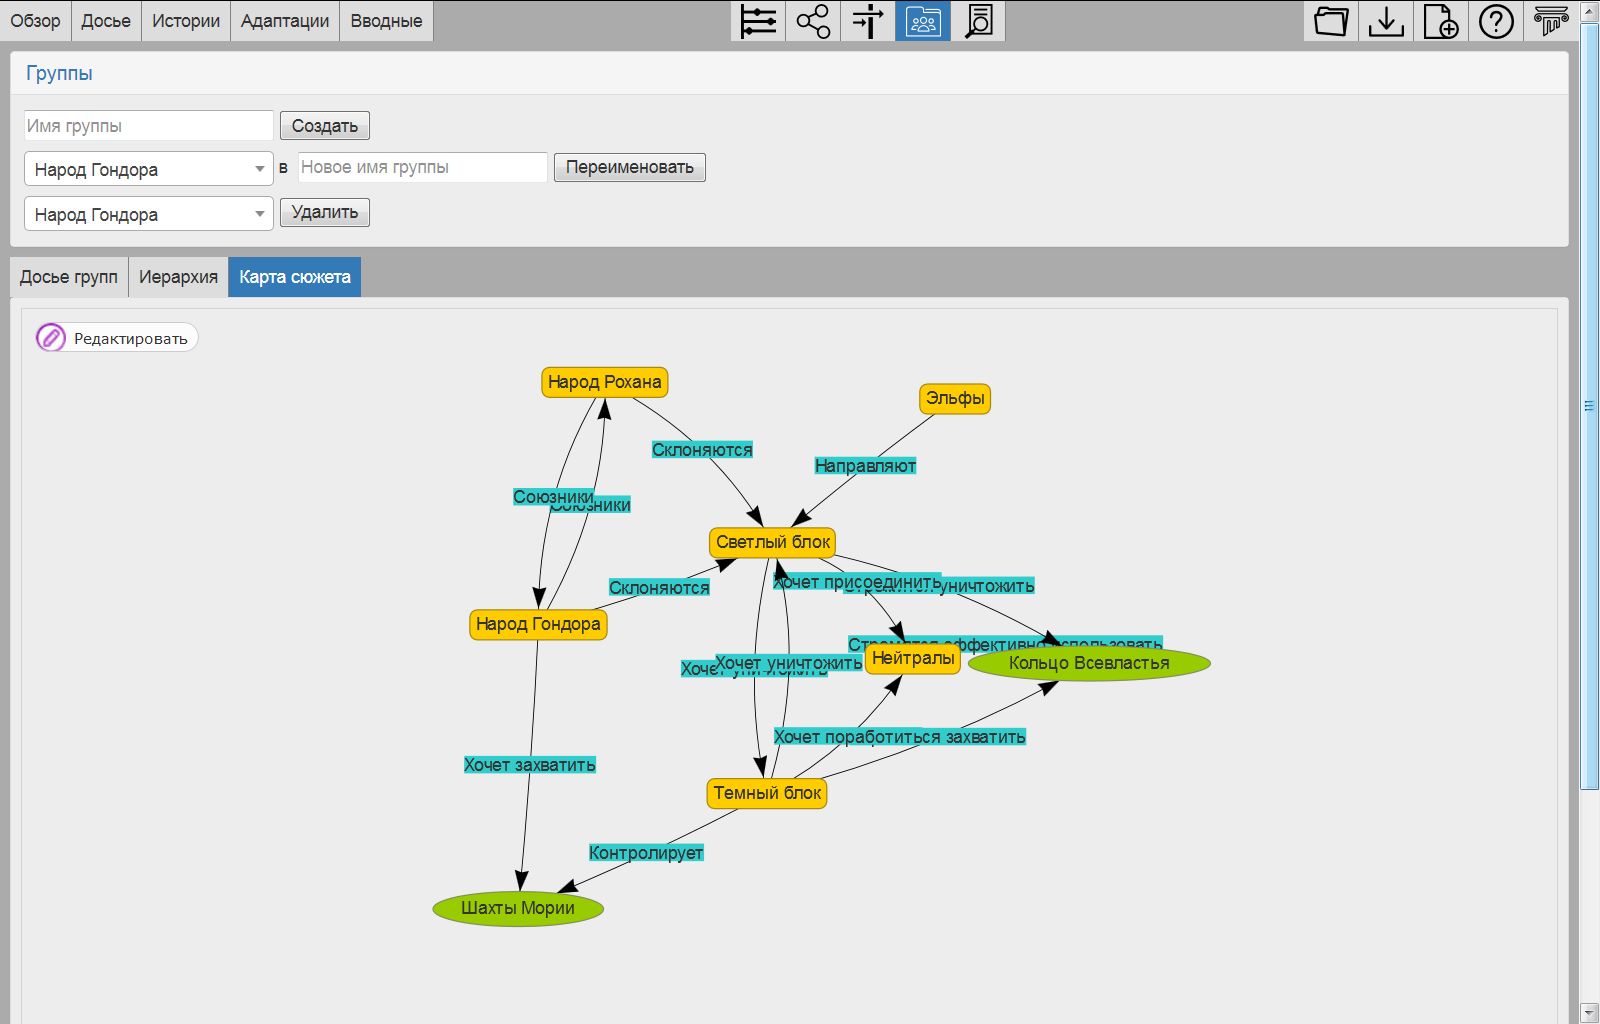 Обзор Досье Истории Адаптации Вводные
Группы
Имя группы Создать
Народ Гондора в Новое имя группы Переименовать
Народ Гондора Удалить
Досье групп Иерархия Карта сюжета
Редактировать
Народ Рохана
Эльфы
Склоняются
Направляют
Союзники
Союзники
Светлый блок
Хочет присоединить
уничтожить
Склоняются
Народ Гондора
Стремится эффективно использовать
Нейтралы
Кольцо Всевластья
Хочет уничтожить
Хочет уничтожить
Хочет поработить
ся захватить
Хочет захватить
Темный блок
Контролирует
Шахты Мории